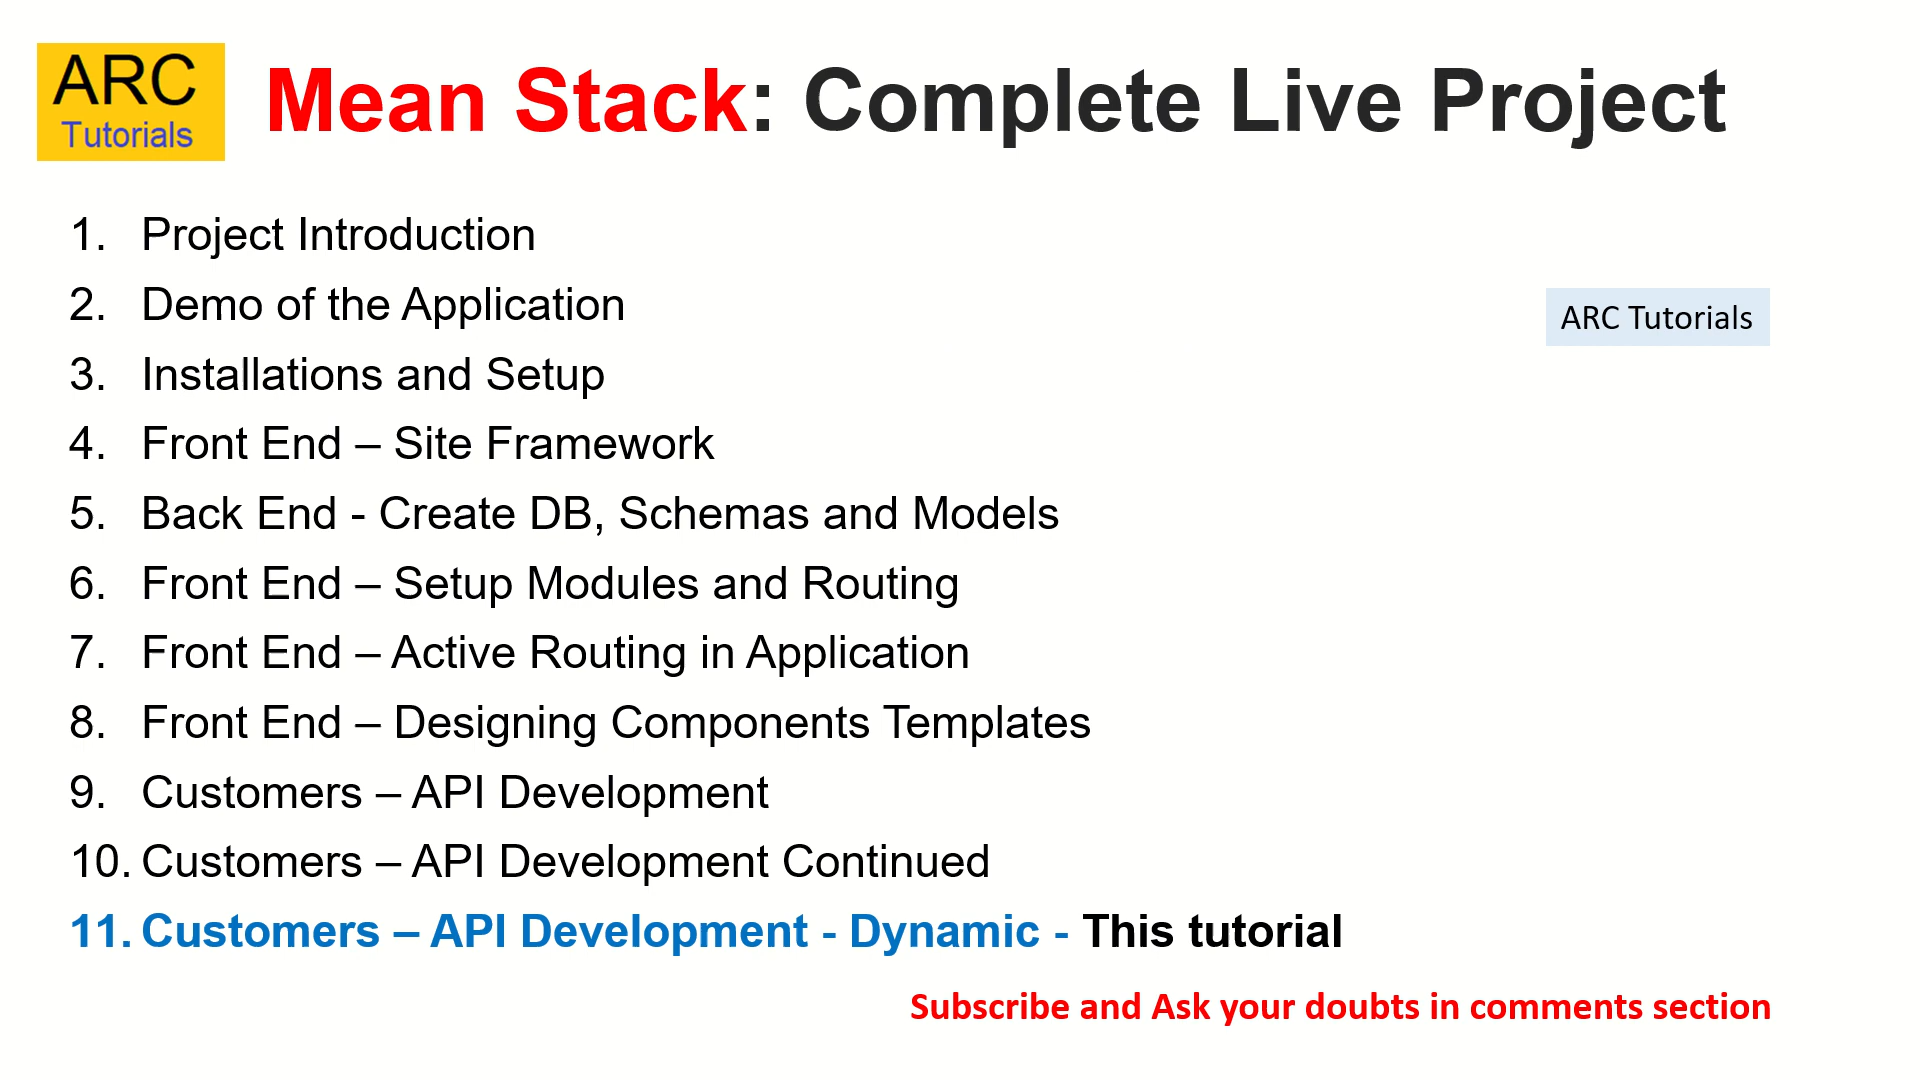 ARC
Tutorials
Mean Stack: Complete Live Project
1. Project Introduction
2. Demo of the Application
ARC Tutorials
3. Installations and Setup
4. Front End – Site Framework
5. Back End - Create DB, Schemas and Models
6. Front End – Setup Modules and Routing
7. Front End – Active Routing in Application
8. Front End – Designing Components Templates
9. Customers – API Development
10. Customers – API Development Continued
11. Customers – API Development - Dynamic - This tutorial
Subscribe and Ask your doubts in comments section